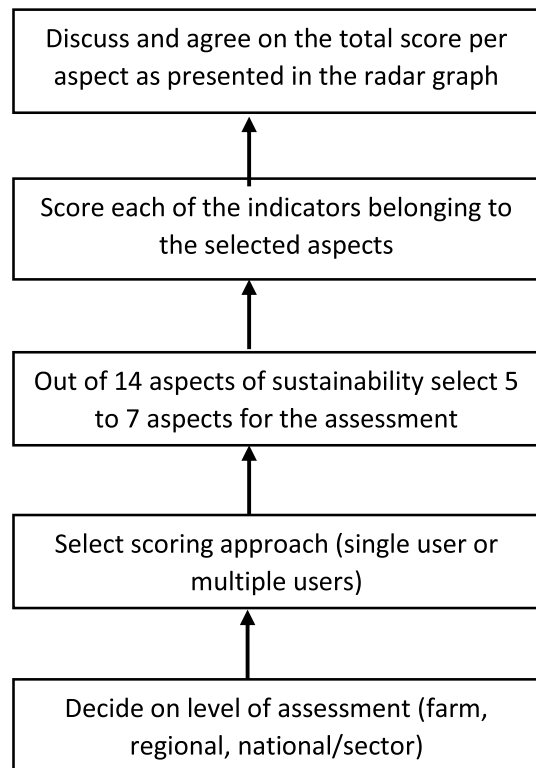 Discuss and agree on the total score per
aspect as presented in the radar graph
Score each of the indicators belonging to
the selected aspects
Out of 14 aspects of sustainability select 5
to 7 aspects for the assessment
Select scoring approach (single user or
multiple users)
Decide on level of assessment (farm,
regional, national/sector)